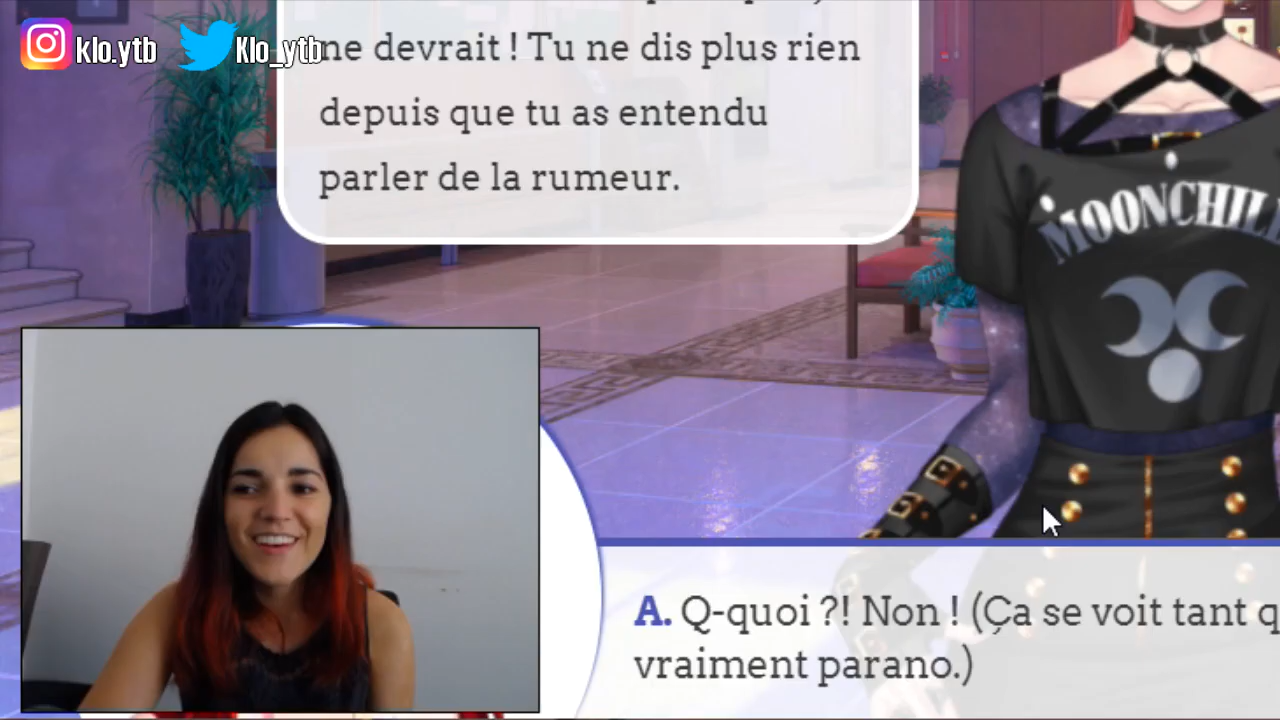 klo.ytb
Klo_ytb
ne devrait ! Tu ne dis plus rien
depuis que tu as entendu
parler de la rumeur.
MOONCHIL
A. Q-quoi ?! Non ! (Ça se voit tant q
vraiment parano.)